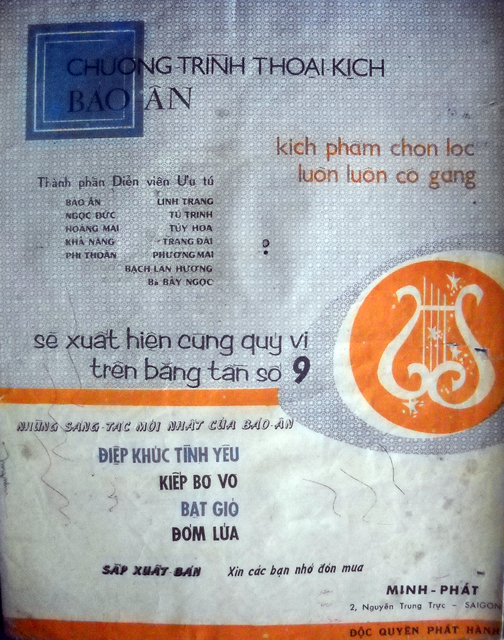 CHƯƠNG TRÌNH THOẠI KỊCH
BẢO ÂN
kịch phẩm chọn lọc
luôn luôn cố gắng
Thành phần Diễn viên Ưu tú
BẢO ÂN LINH TRANG
NGỌC ĐỨC TÚ TRINH
HOÀNG MAI TÚY HOA
KHẢ NĂNG TRANG ĐÀI
PHI THOÀN PHƯƠNG MAI
BẠCH LAN HƯƠNG
Bà BẢY NGỌC
sẽ xuất hiện cùng quý vị
trên băng tần số 9
NHỮNG SÁNG-TÁC MỚI NHẤT CỦA BẢO-ÂN
ĐIỆP KHÚC TÌNH YÊU
KIẾP BƠ VƠ
BẠT GIÓ
ĐỐM LỬA
SẮP XUẤT BẢN Xin các bạn nhớ đón mua
MINH-PHÁT
2, Nguyễn Trung Trực – SAIGON
ĐỘC QUYỀN PHÁT HÀNH